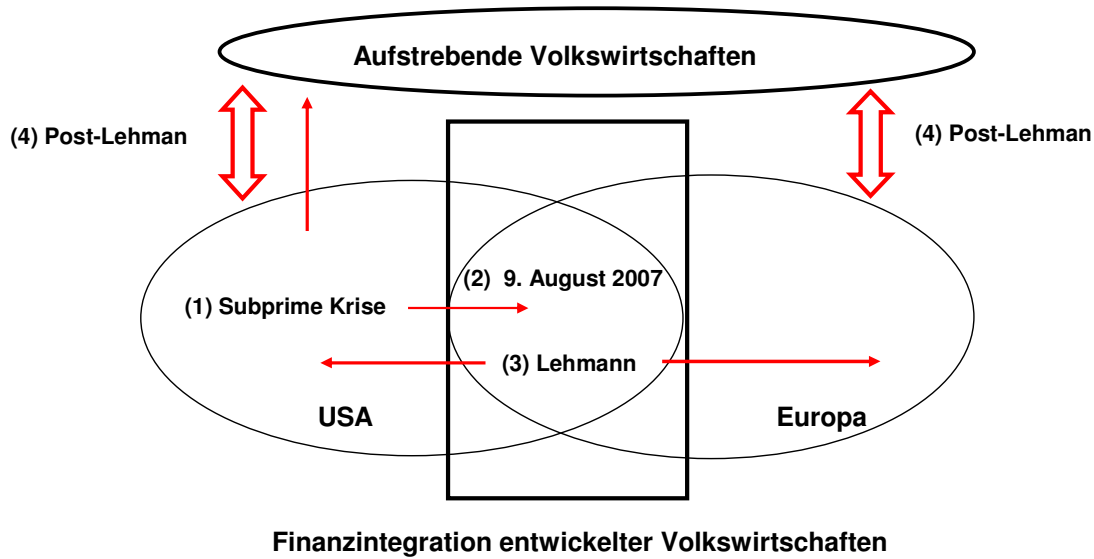 Aufstrebende Volkswirtschaften
(4) Post-Lehman
(4) Post-Lehman
(2) 9. August 2007
(1) Subprime Krise
(3) Lehmann
USA
Europa
Finanzintegration entwickelter Volkswirtschaften